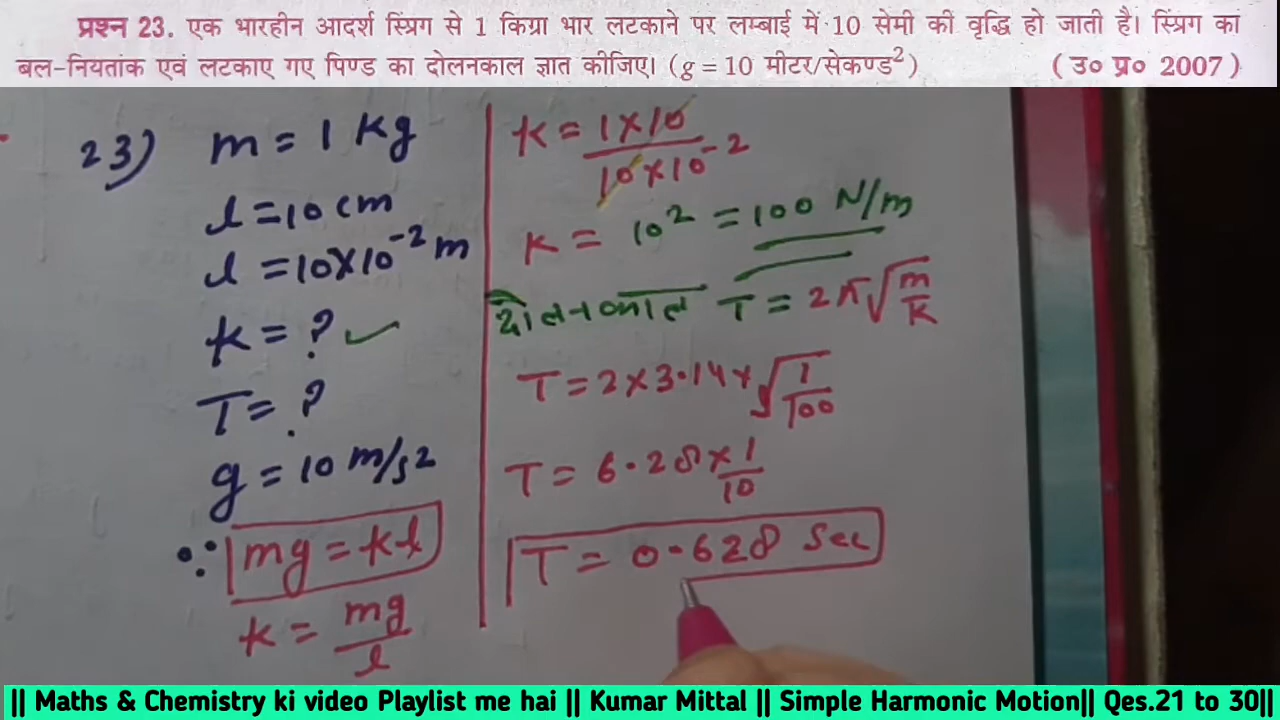 प्रश्न 23. एक भारहीन आदर्श स्प्रिंग से 1 किग्रा भार लटकाने पर लम्बाई में 10 सेमी की वृद्धि हो जाती है। स्प्रिंग का
बल-नियतांक एवं लटकाए गए पिण्ड का दोलनकाल ज्ञात कीजिए। (g = 10 मीटर/सेकण्ड²) (उ० प्र० 2007)
23) m = 1 kg
l = 10 cm
l = 10×10⁻² m
k = ? ✓
T = ?
g = 10 m/s²
∵ mg = kl
k = mg/l
k = 1×10/10×10⁻²
k = 10² = 100 N/m
दोलनकाल T = 2π√m/k
T = 2×3.14×√1/100
T = 6.28×1/10
T = 0.628 Sec
|| Maths & Chemistry ki video Playlist me hai || Kumar Mittal || Simple Harmonic Motion|| Qes.21 to 30||